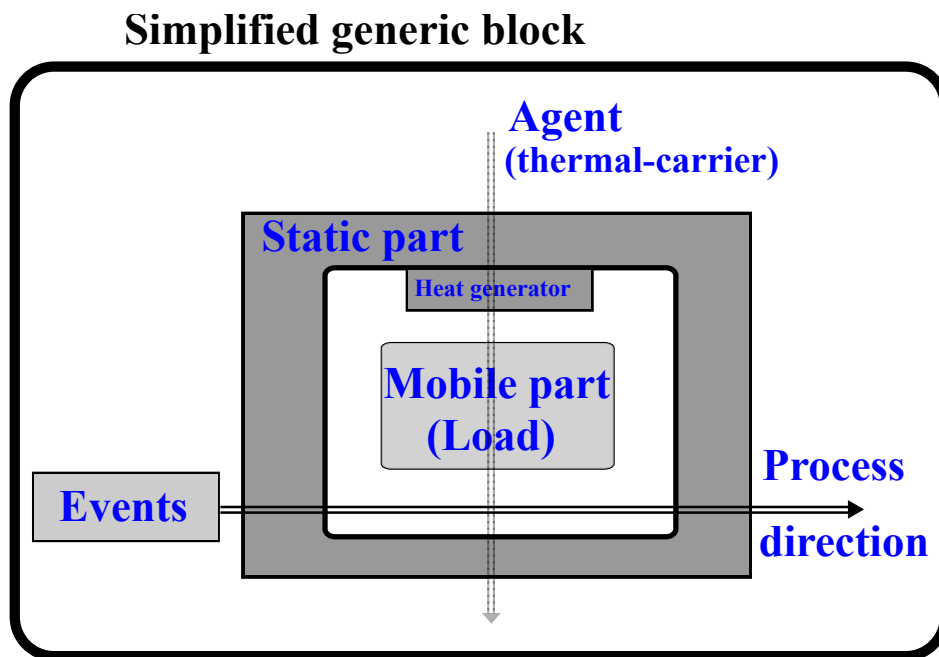 Simplified generic block
Agent
(thermal-carrier)
Static part
Heat generator
Mobile part
(Load)
Events
Process
direction